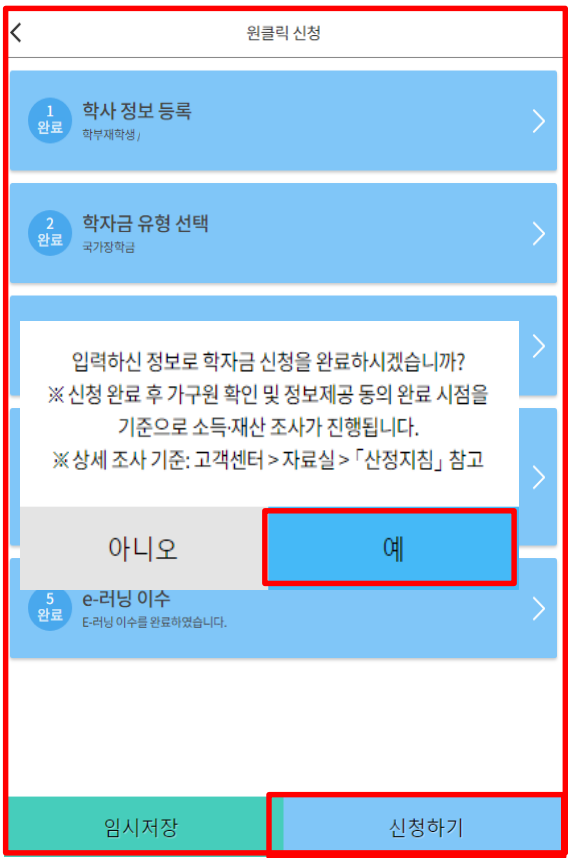 원클릭 신청
1
완료
학사 정보 등록
학부재학생 /
2
완료
학자금 유형 선택
국가장학금
입력하신 정보로 학자금 신청을 완료하시겠습니까?
※ 신청 완료 후 가구원 확인 및 정보제공 동의 완료 시점을
기준으로 소득·재산 조사가 진행됩니다.
※ 상세 조사 기준: 고객센터 > 자료실 > 「산정지침」 참고
아니오
예
5
완료
e-러닝 이수
E-러닝 이수를 완료하였습니다.
임시저장
신청하기